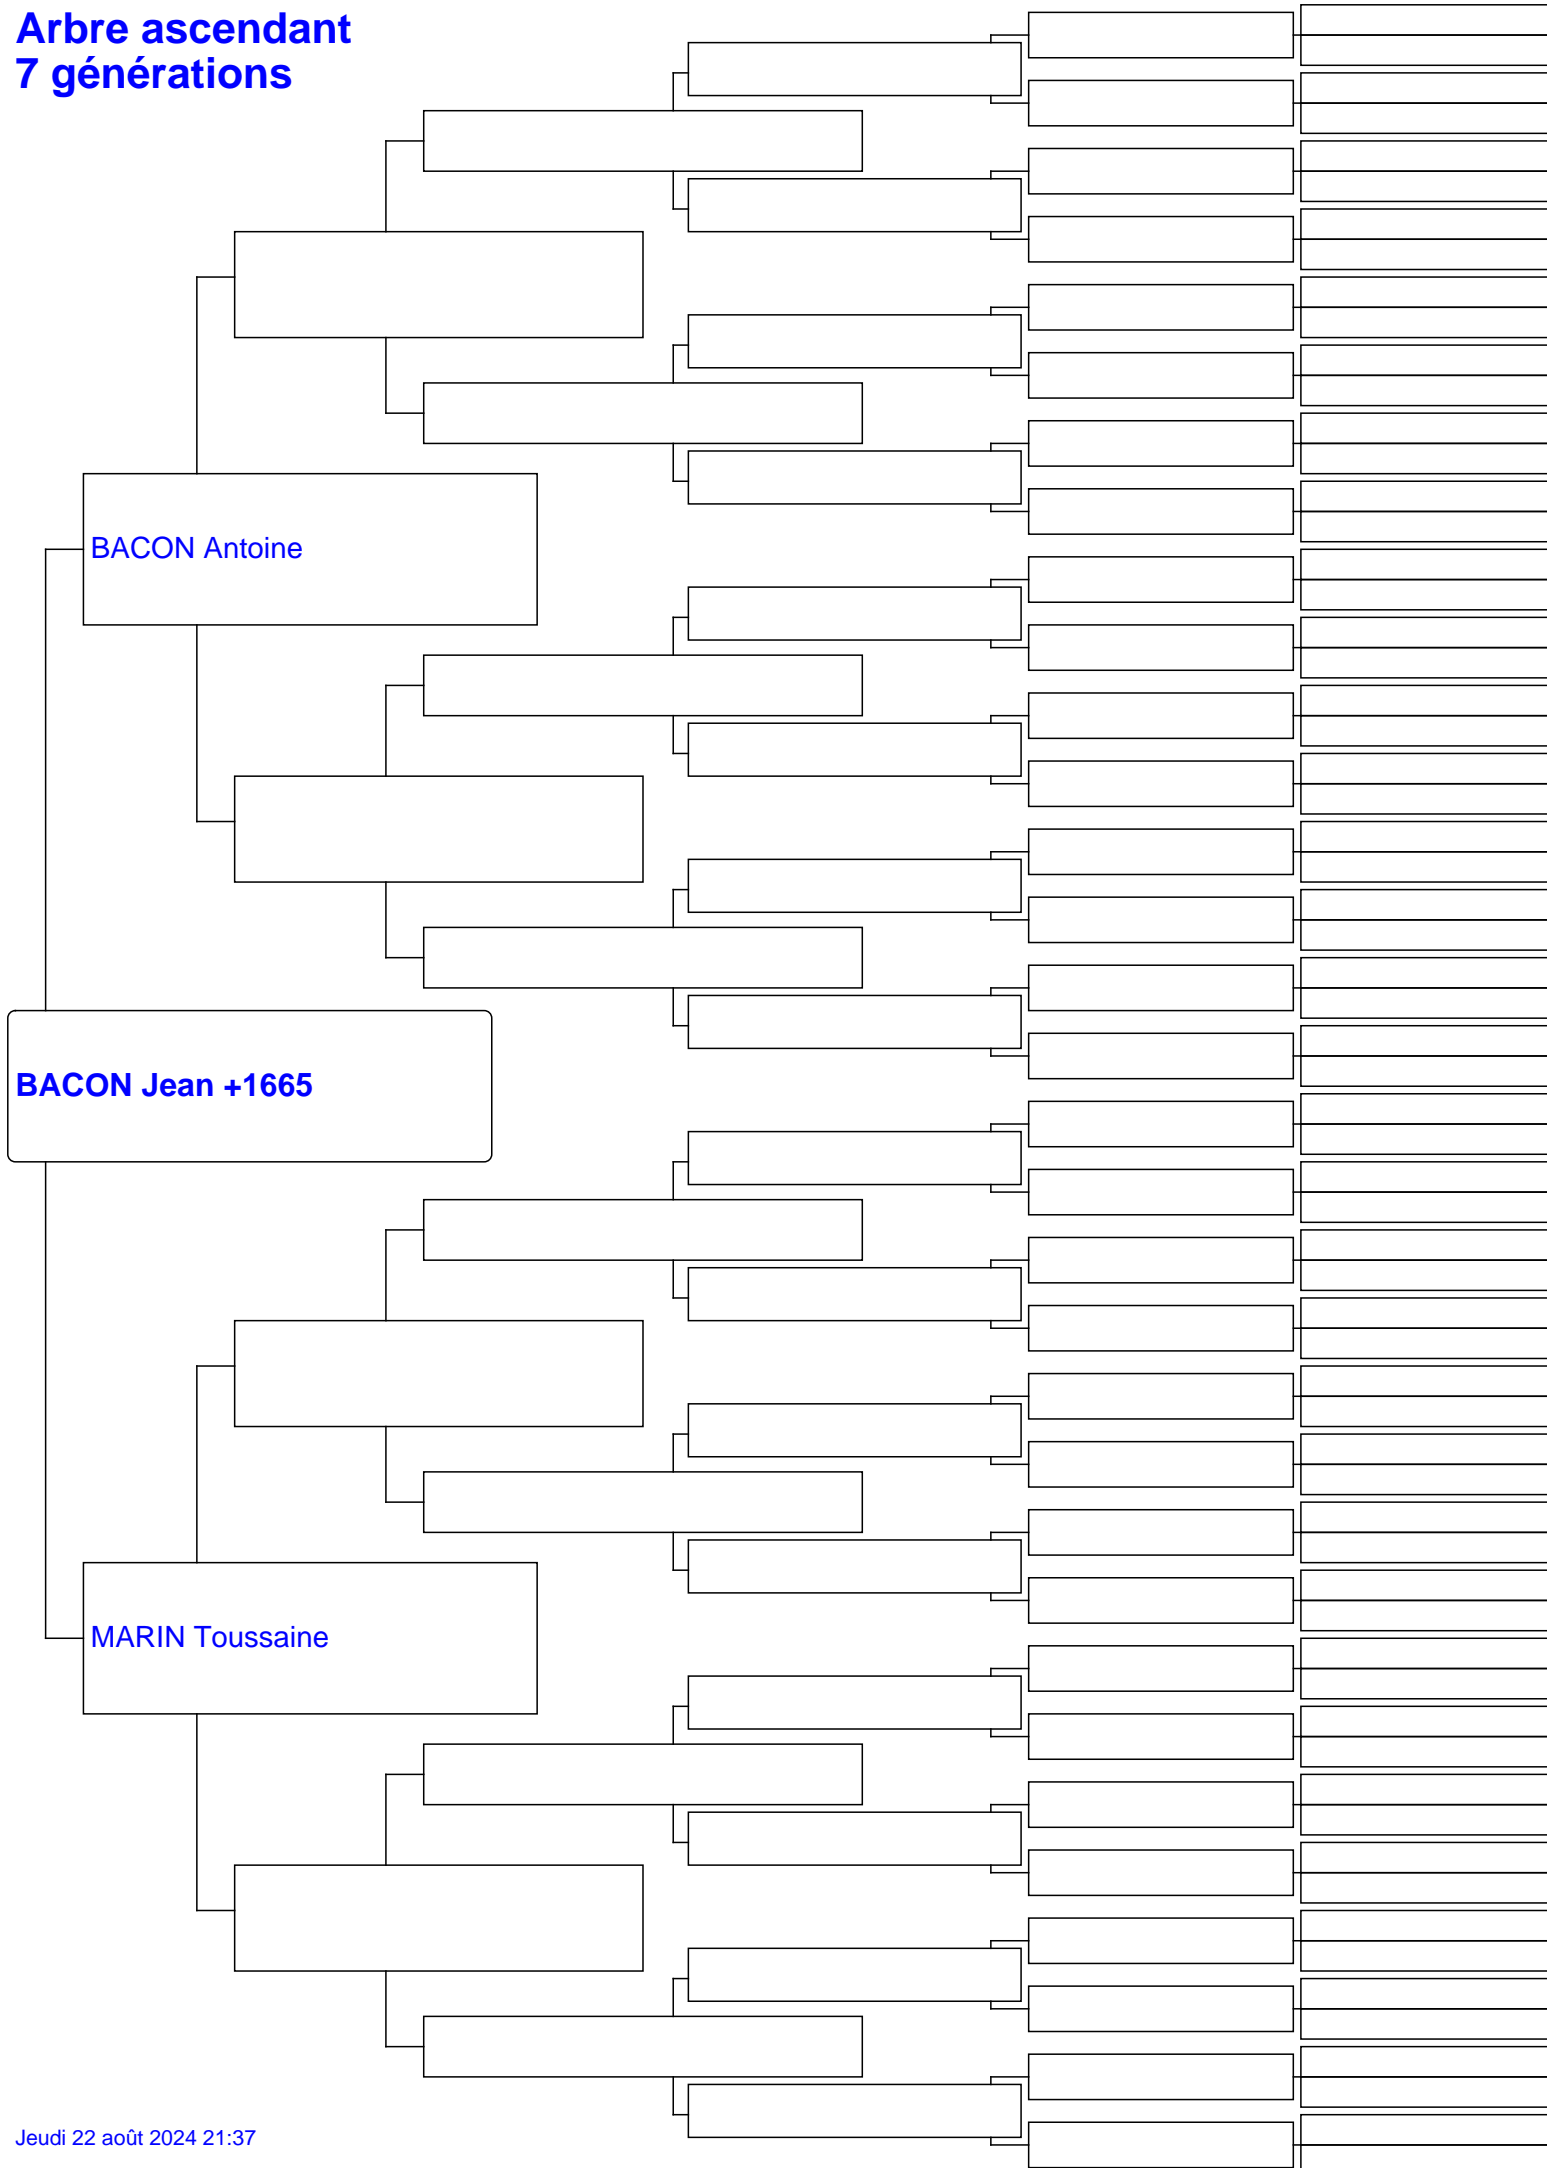 Arbre ascendant
7 générations
BACON Antoine
BACON Jean +1665
MARIN Toussaine
Jeudi 22 août 2024 21:37